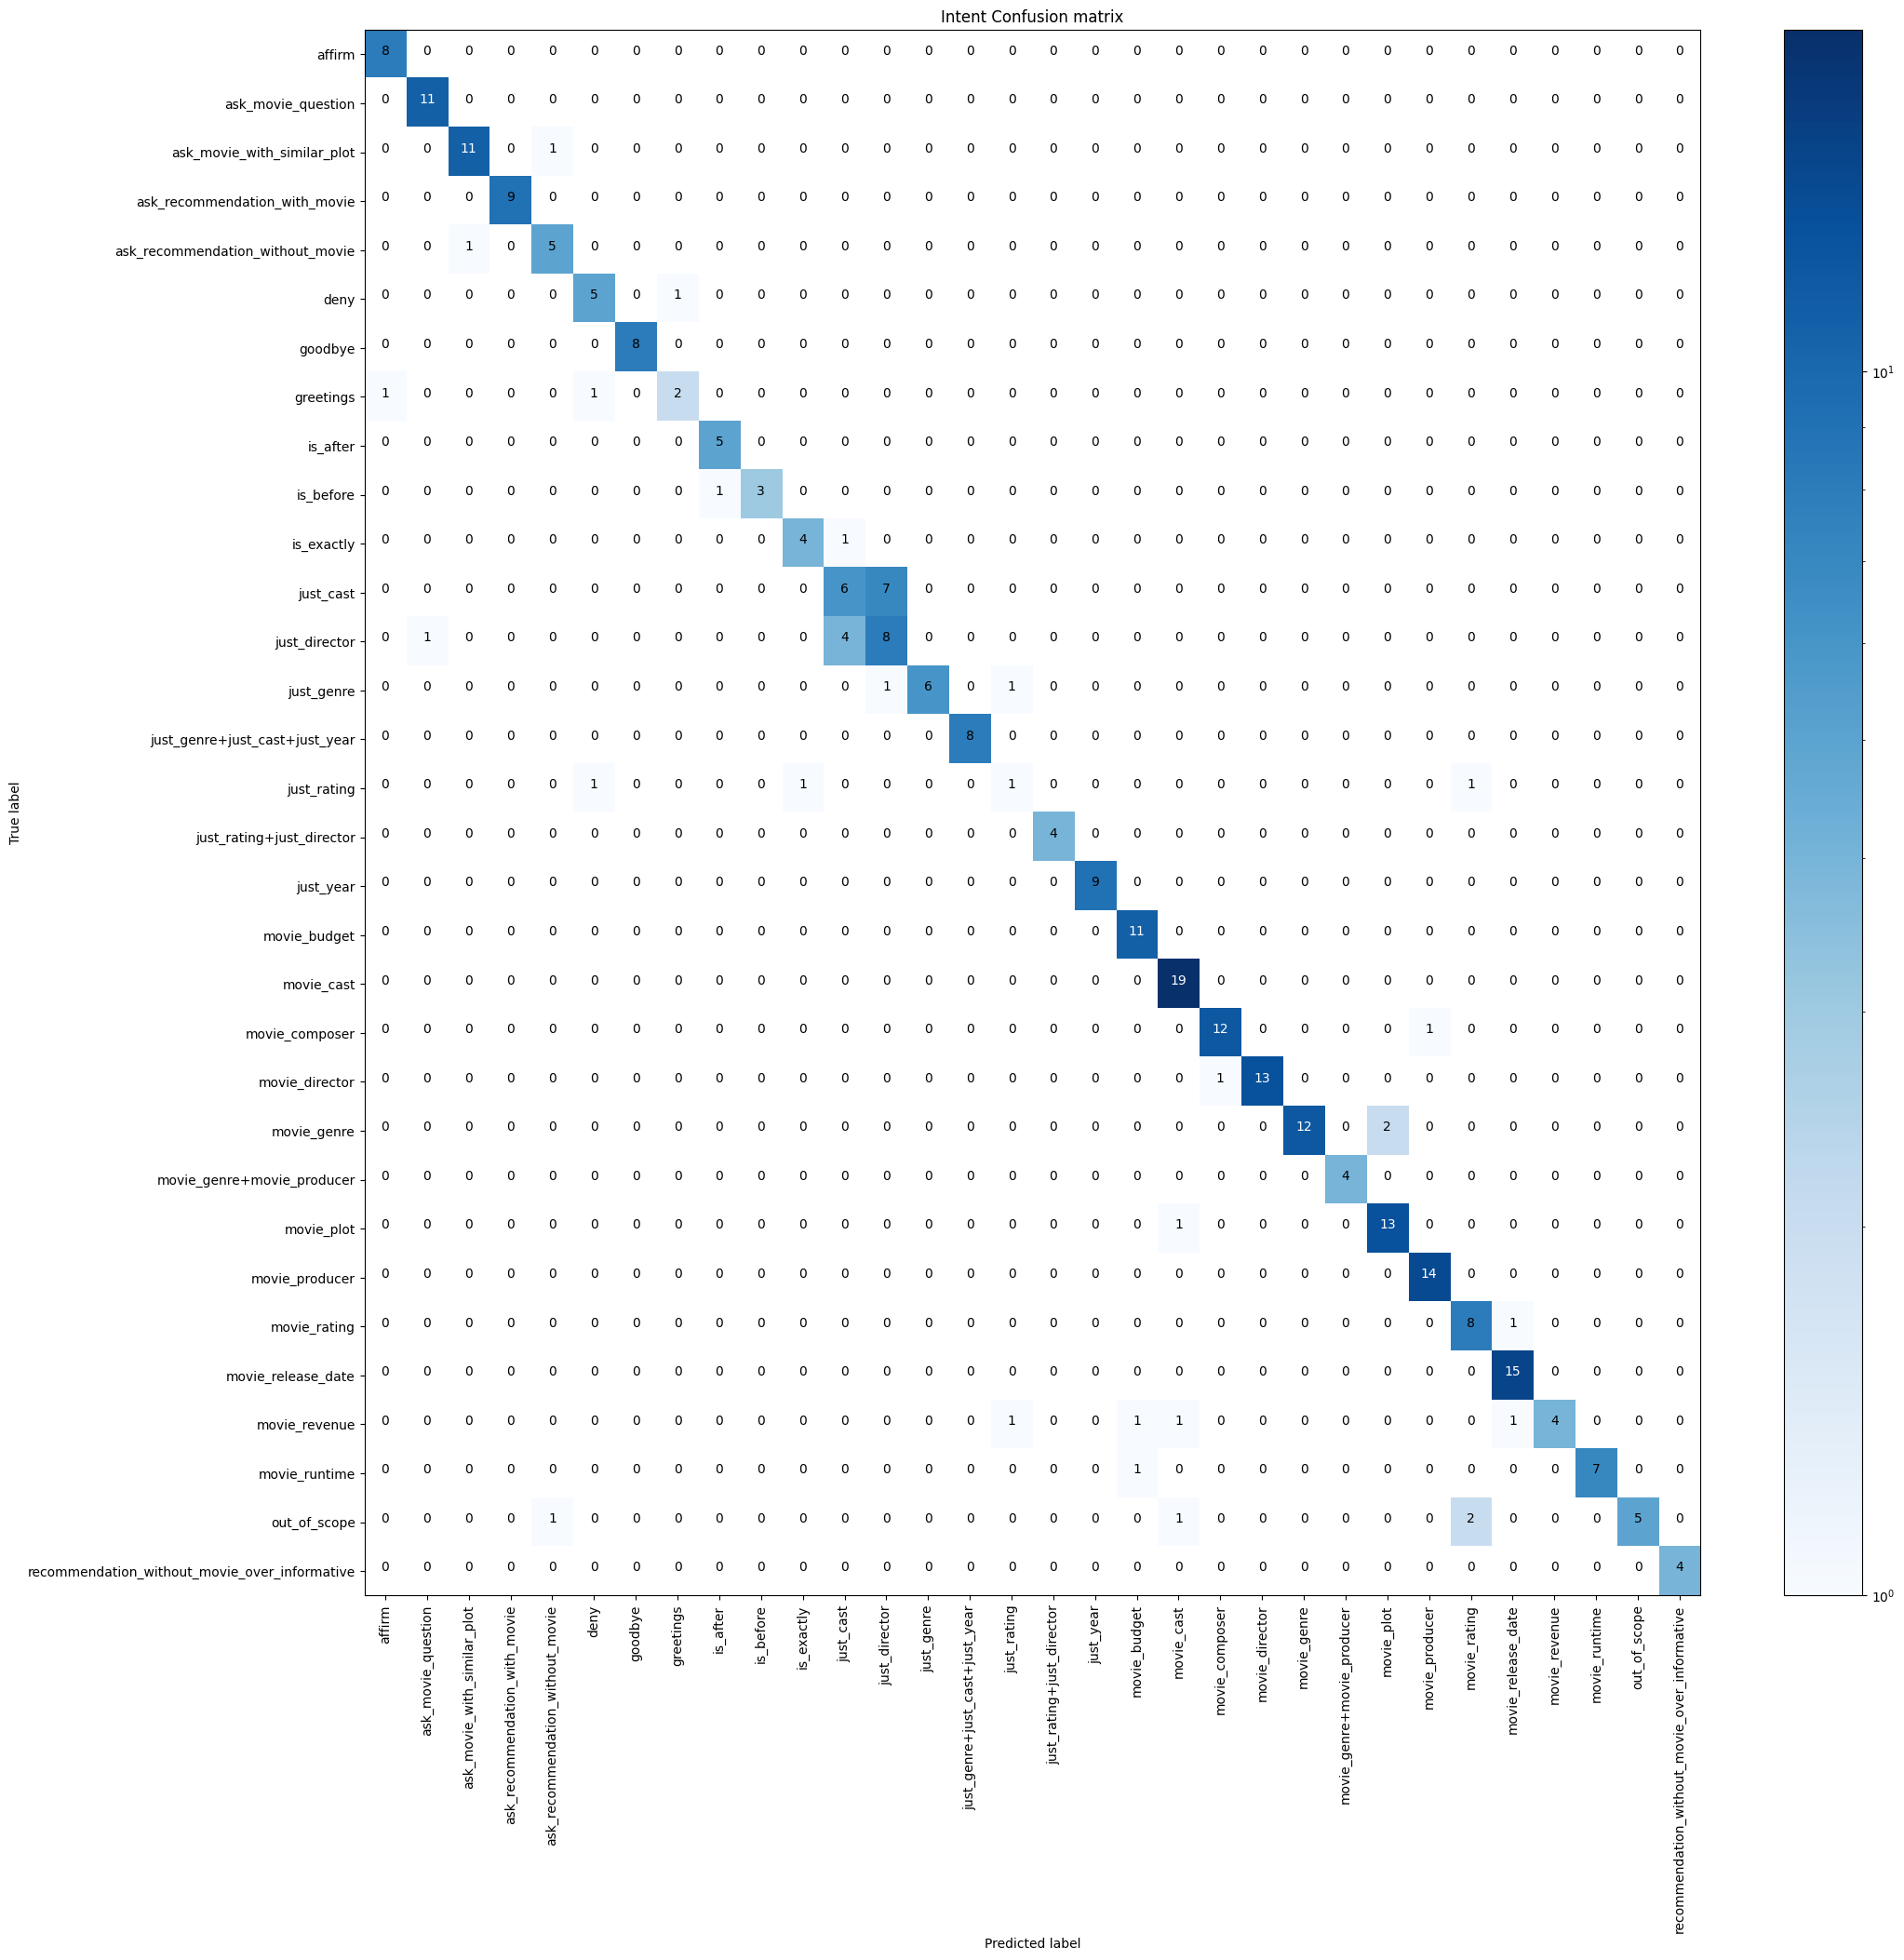 Intent Confusion matrix
affirm 8 0 0 0 0 0 0 0 0 0 0 0 0 0 0 0 0 0 0 0 0 0 0 0 0 0 0 0 0 0 0 0
ask_movie_question 0 11 0 0 0 0 0 0 0 0 0 0 0 0 0 0 0 0 0 0 0 0 0 0 0 0 0 0 0 0 0 0
ask_movie_with_similar_plot 0 0 11 0 1 0 0 0 0 0 0 0 0 0 0 0 0 0 0 0 0 0 0 0 0 0 0 0 0 0 0 0
ask_recommendation_with_movie 0 0 0 9 0 0 0 0 0 0 0 0 0 0 0 0 0 0 0 0 0 0 0 0 0 0 0 0 0 0 0 0
ask_recommendation_without_movie 0 0 1 0 5 0 0 0 0 0 0 0 0 0 0 0 0 0 0 0 0 0 0 0 0 0 0 0 0 0 0 0
deny 0 0 0 0 0 5 0 1 0 0 0 0 0 0 0 0 0 0 0 0 0 0 0 0 0 0 0 0 0 0 0 0
goodbye 0 0 0 0 0 0 8 0 0 0 0 0 0 0 0 0 0 0 0 0 0 0 0 0 0 0 0 0 0 0 0 0
greetings 1 0 0 0 0 1 0 2 0 0 0 0 0 0 0 0 0 0 0 0 0 0 0 0 0 0 0 0 0 0 0 0
10¹
is_after 0 0 0 0 0 0 0 0 5 0 0 0 0 0 0 0 0 0 0 0 0 0 0 0 0 0 0 0 0 0 0 0
is_before 0 0 0 0 0 0 0 0 1 3 0 0 0 0 0 0 0 0 0 0 0 0 0 0 0 0 0 0 0 0 0 0
is_exactly 0 0 0 0 0 0 0 0 0 0 4 1 0 0 0 0 0 0 0 0 0 0 0 0 0 0 0 0 0 0 0 0
just_cast 0 0 0 0 0 0 0 0 0 0 0 6 7 0 0 0 0 0 0 0 0 0 0 0 0 0 0 0 0 0 0 0
just_director 0 1 0 0 0 0 0 0 0 0 0 4 8 0 0 0 0 0 0 0 0 0 0 0 0 0 0 0 0 0 0 0
just_genre 0 0 0 0 0 0 0 0 0 0 0 0 1 6 0 1 0 0 0 0 0 0 0 0 0 0 0 0 0 0 0 0
just_genre+just_cast+just_year 0 0 0 0 0 0 0 0 0 0 0 0 0 0 8 0 0 0 0 0 0 0 0 0 0 0 0 0 0 0 0 0
just_rating 0 0 0 0 0 1 0 0 0 0 1 0 0 0 0 1 0 0 0 0 0 0 0 0 0 0 1 0 0 0 0 0
True label
just_rating+just_director 0 0 0 0 0 0 0 0 0 0 0 0 0 0 0 0 4 0 0 0 0 0 0 0 0 0 0 0 0 0 0 0
just_year 0 0 0 0 0 0 0 0 0 0 0 0 0 0 0 0 0 9 0 0 0 0 0 0 0 0 0 0 0 0 0 0
movie_budget 0 0 0 0 0 0 0 0 0 0 0 0 0 0 0 0 0 0 11 0 0 0 0 0 0 0 0 0 0 0 0 0
movie_cast 0 0 0 0 0 0 0 0 0 0 0 0 0 0 0 0 0 0 0 19 0 0 0 0 0 0 0 0 0 0 0 0
movie_composer 0 0 0 0 0 0 0 0 0 0 0 0 0 0 0 0 0 0 0 0 12 0 0 0 0 1 0 0 0 0 0 0
movie_director 0 0 0 0 0 0 0 0 0 0 0 0 0 0 0 0 0 0 0 0 1 13 0 0 0 0 0 0 0 0 0 0
movie_genre 0 0 0 0 0 0 0 0 0 0 0 0 0 0 0 0 0 0 0 0 0 0 12 0 2 0 0 0 0 0 0 0
movie_genre+movie_producer 0 0 0 0 0 0 0 0 0 0 0 0 0 0 0 0 0 0 0 0 0 0 0 4 0 0 0 0 0 0 0 0
movie_plot 0 0 0 0 0 0 0 0 0 0 0 0 0 0 0 0 0 0 0 1 0 0 0 0 13 0 0 0 0 0 0 0
movie_producer 0 0 0 0 0 0 0 0 0 0 0 0 0 0 0 0 0 0 0 0 0 0 0 0 0 14 0 0 0 0 0 0
movie_rating 0 0 0 0 0 0 0 0 0 0 0 0 0 0 0 0 0 0 0 0 0 0 0 0 0 0 8 1 0 0 0 0
movie_release_date 0 0 0 0 0 0 0 0 0 0 0 0 0 0 0 0 0 0 0 0 0 0 0 0 0 0 0 15 0 0 0 0
movie_revenue 0 0 0 0 0 0 0 0 0 0 0 0 0 0 0 1 0 0 1 1 0 0 0 0 0 0 0 1 4 0 0 0
movie_runtime 0 0 0 0 0 0 0 0 0 0 0 0 0 0 0 0 0 0 1 0 0 0 0 0 0 0 0 0 0 7 0 0
out_of_scope 0 0 0 0 1 0 0 0 0 0 0 0 0 0 0 0 0 0 0 1 0 0 0 0 0 0 2 0 0 0 5 0
recommendation_without_movie_over_informative 0 0 0 0 0 0 0 0 0 0 0 0 0 0 0 0 0 0 0 0 0 0 0 0 0 0 0 0 0 0 0 4
10⁰
affirm
ask_movie_question
ask_movie_with_similar_plot
ask_recommendation_with_movie
ask_recommendation_without_movie
deny
goodbye
greetings
is_after
is_before
is_exactly
just_cast
just_director
just_genre
just_genre+just_cast+just_year
just_rating
just_rating+just_director
just_year
movie_budget
movie_cast
movie_composer
movie_director
movie_genre
movie_genre+movie_producer
movie_plot
movie_producer
movie_rating
movie_release_date
movie_revenue
movie_runtime
out_of_scope
recommendation_without_movie_over_informative
Predicted label